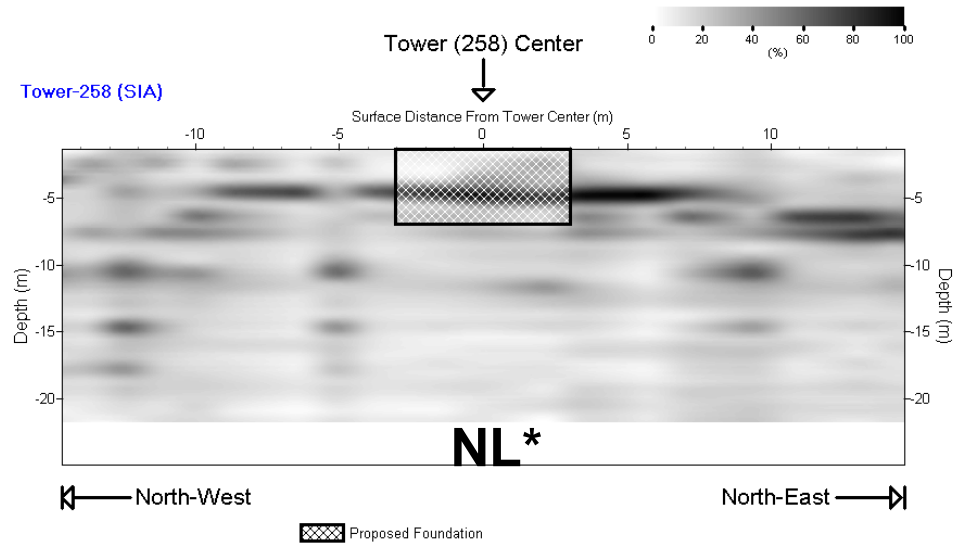 0 20 40 60 80 100
(%)
Tower (258) Center
Tower-258 (SIA)
Surface Distance From Tower Center (m)
-10 -5 0 5 10
-5 -5
-10 -10
Depth (m) Depth (m)
-15 -15
-20 -20
NL*
North-West North-East
Proposed Foundation